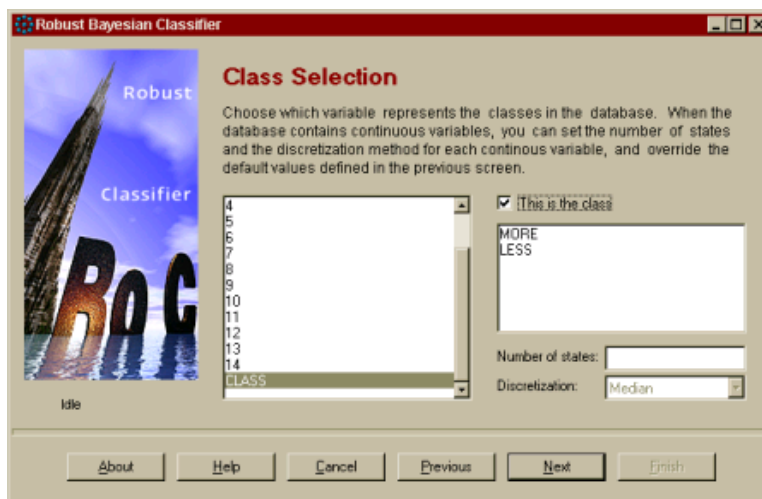 Robust Bayesian Classifier
Robust
Classifier
RoC
Idle
Class Selection
Choose which variable represents the classes in the database. When the
database contains continuous variables, you can set the number of states
and the discretization method for each continous variable, and override the
default values defined in the previous screen.
4
5
6
7
8
9
10
11
12
13
14
CLASS
This is the class
MORE
LESS
Number of states:
Discretization:
Median
About
Help
Cancel
Previous
Next
Finish